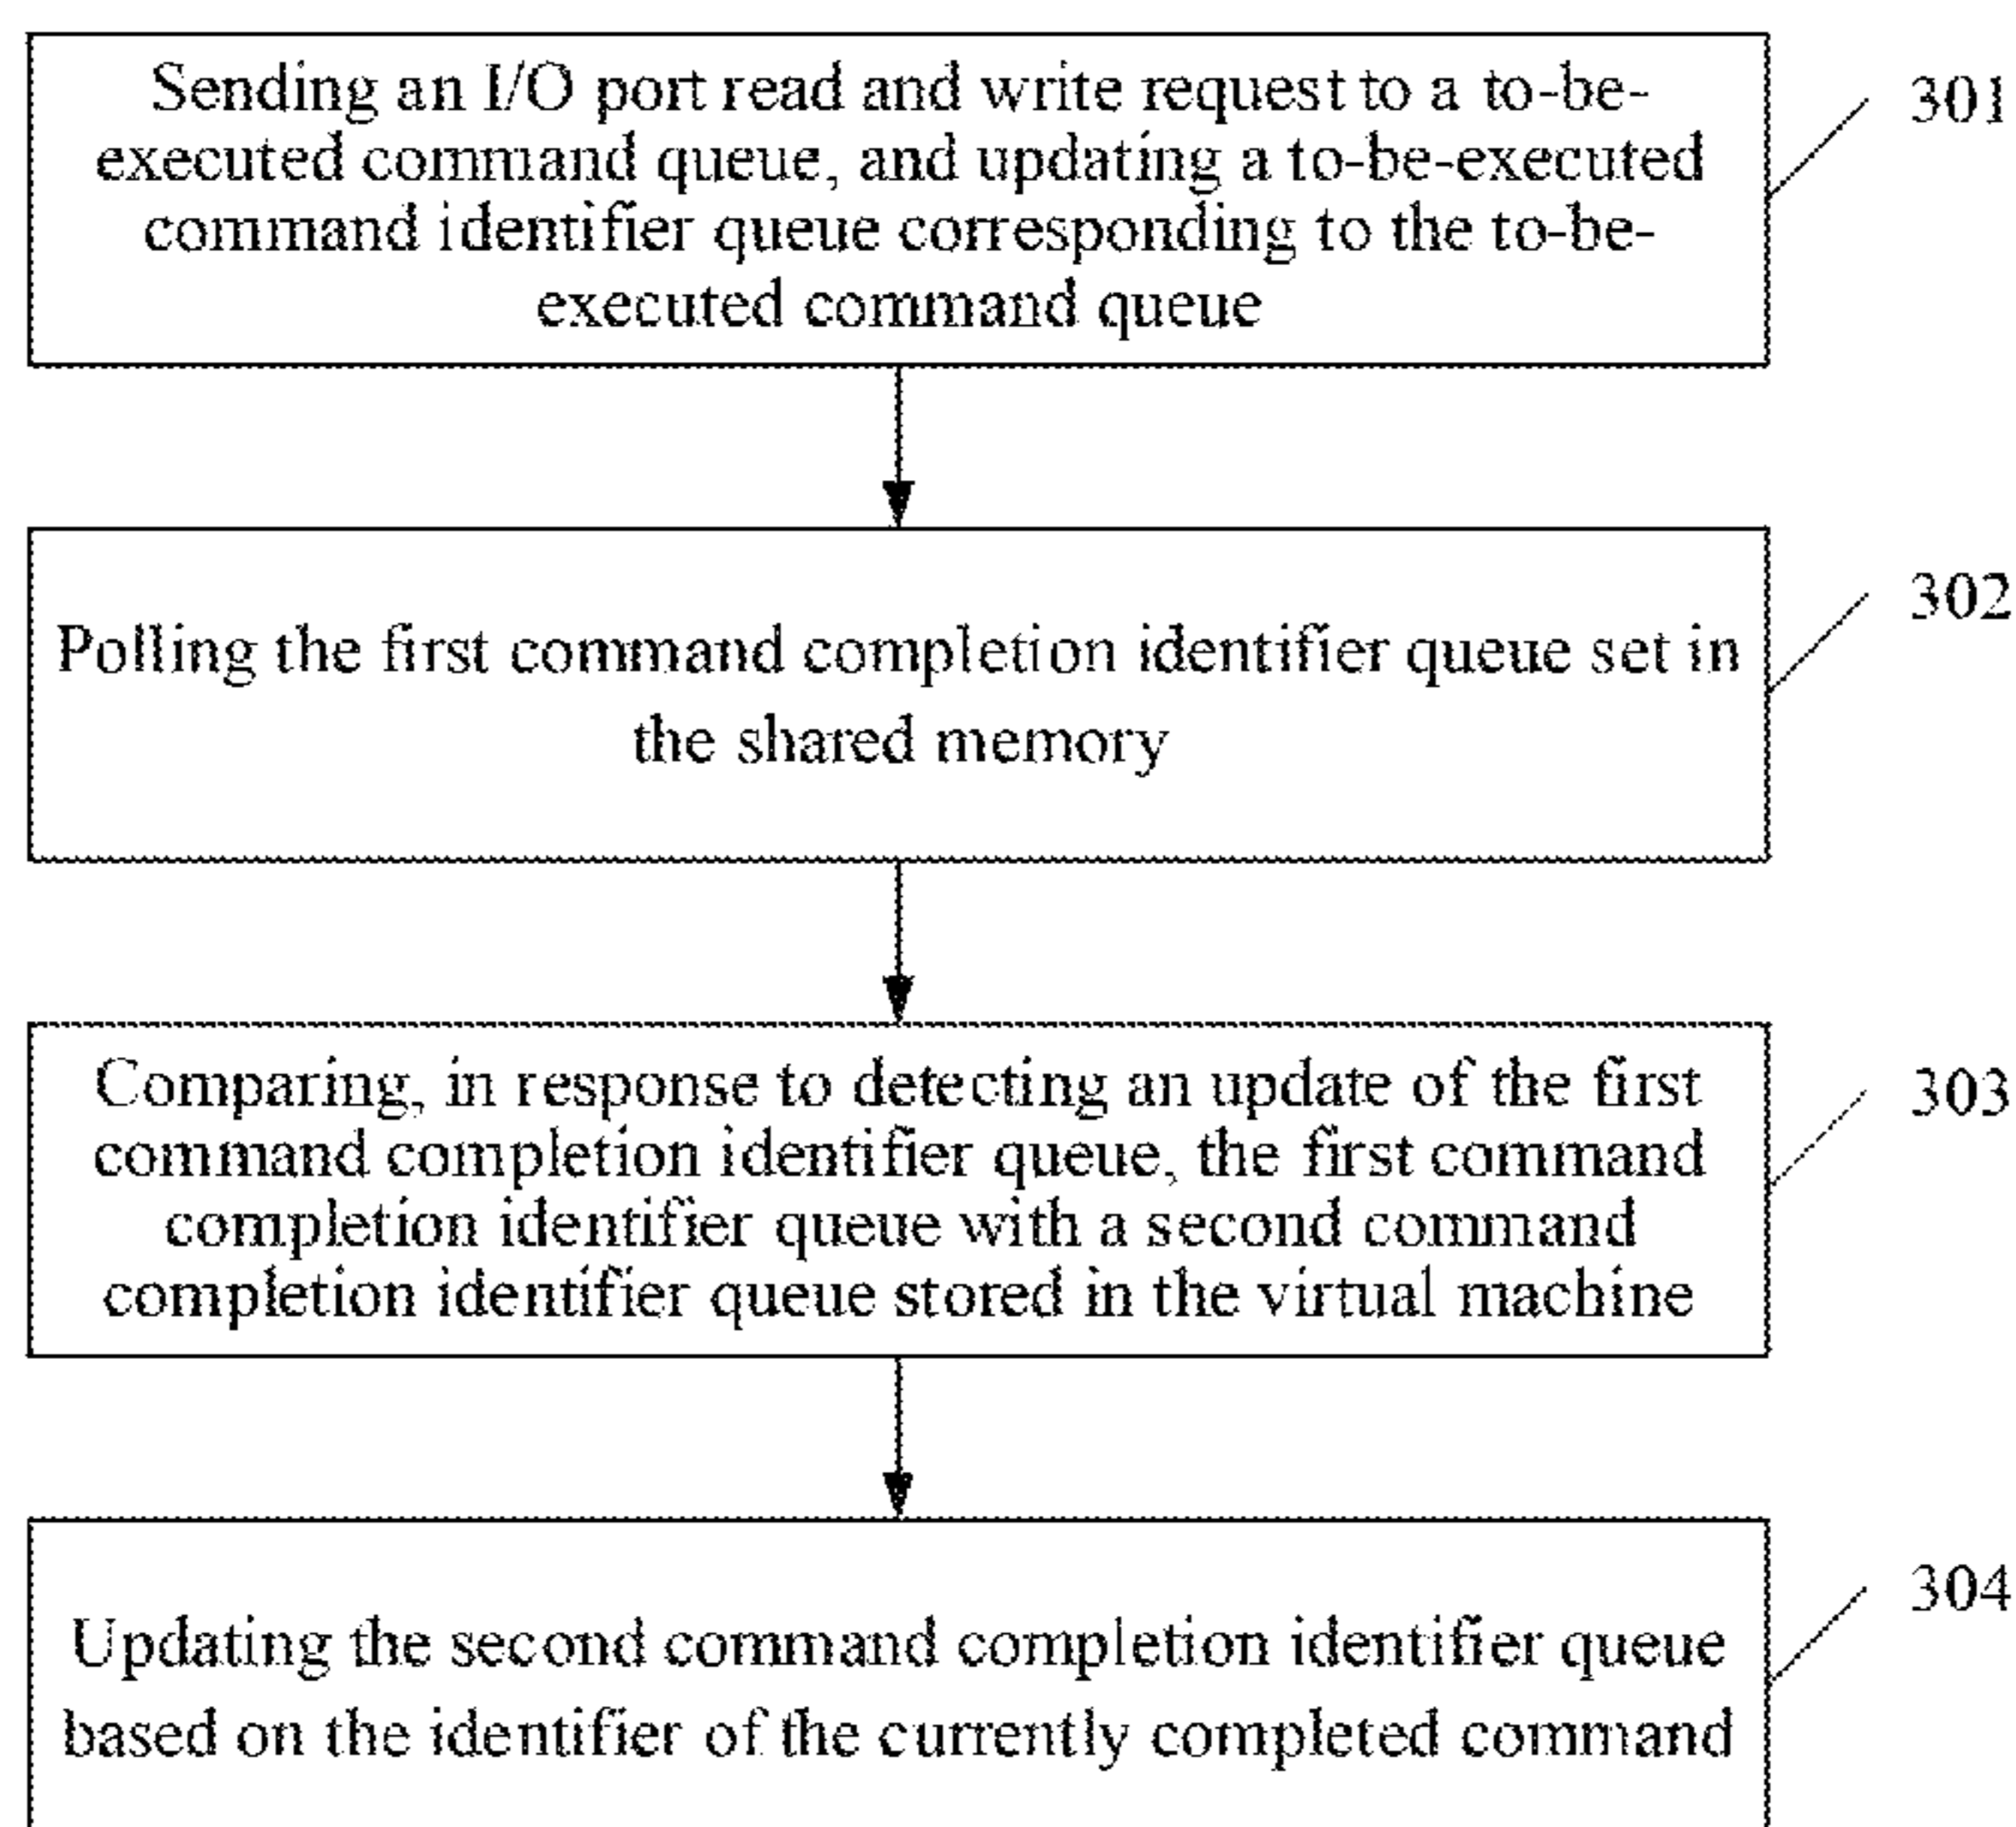 Sending an I/O port read and write request to a to-be-
executed command queue, and updating a to-be-executed
command identifier queue corresponding to the to-be-
executed command queue
301
Polling the first command completion identifier queue set in
the shared memory
302
Comparing, in response to detecting an update of the first
command completion identifier queue, the first command
completion identifier queue with a second command
completion identifier queue stored in the virtual machine
303
Updating the second command completion identifier queue
based on the identifier of the currently completed command
304